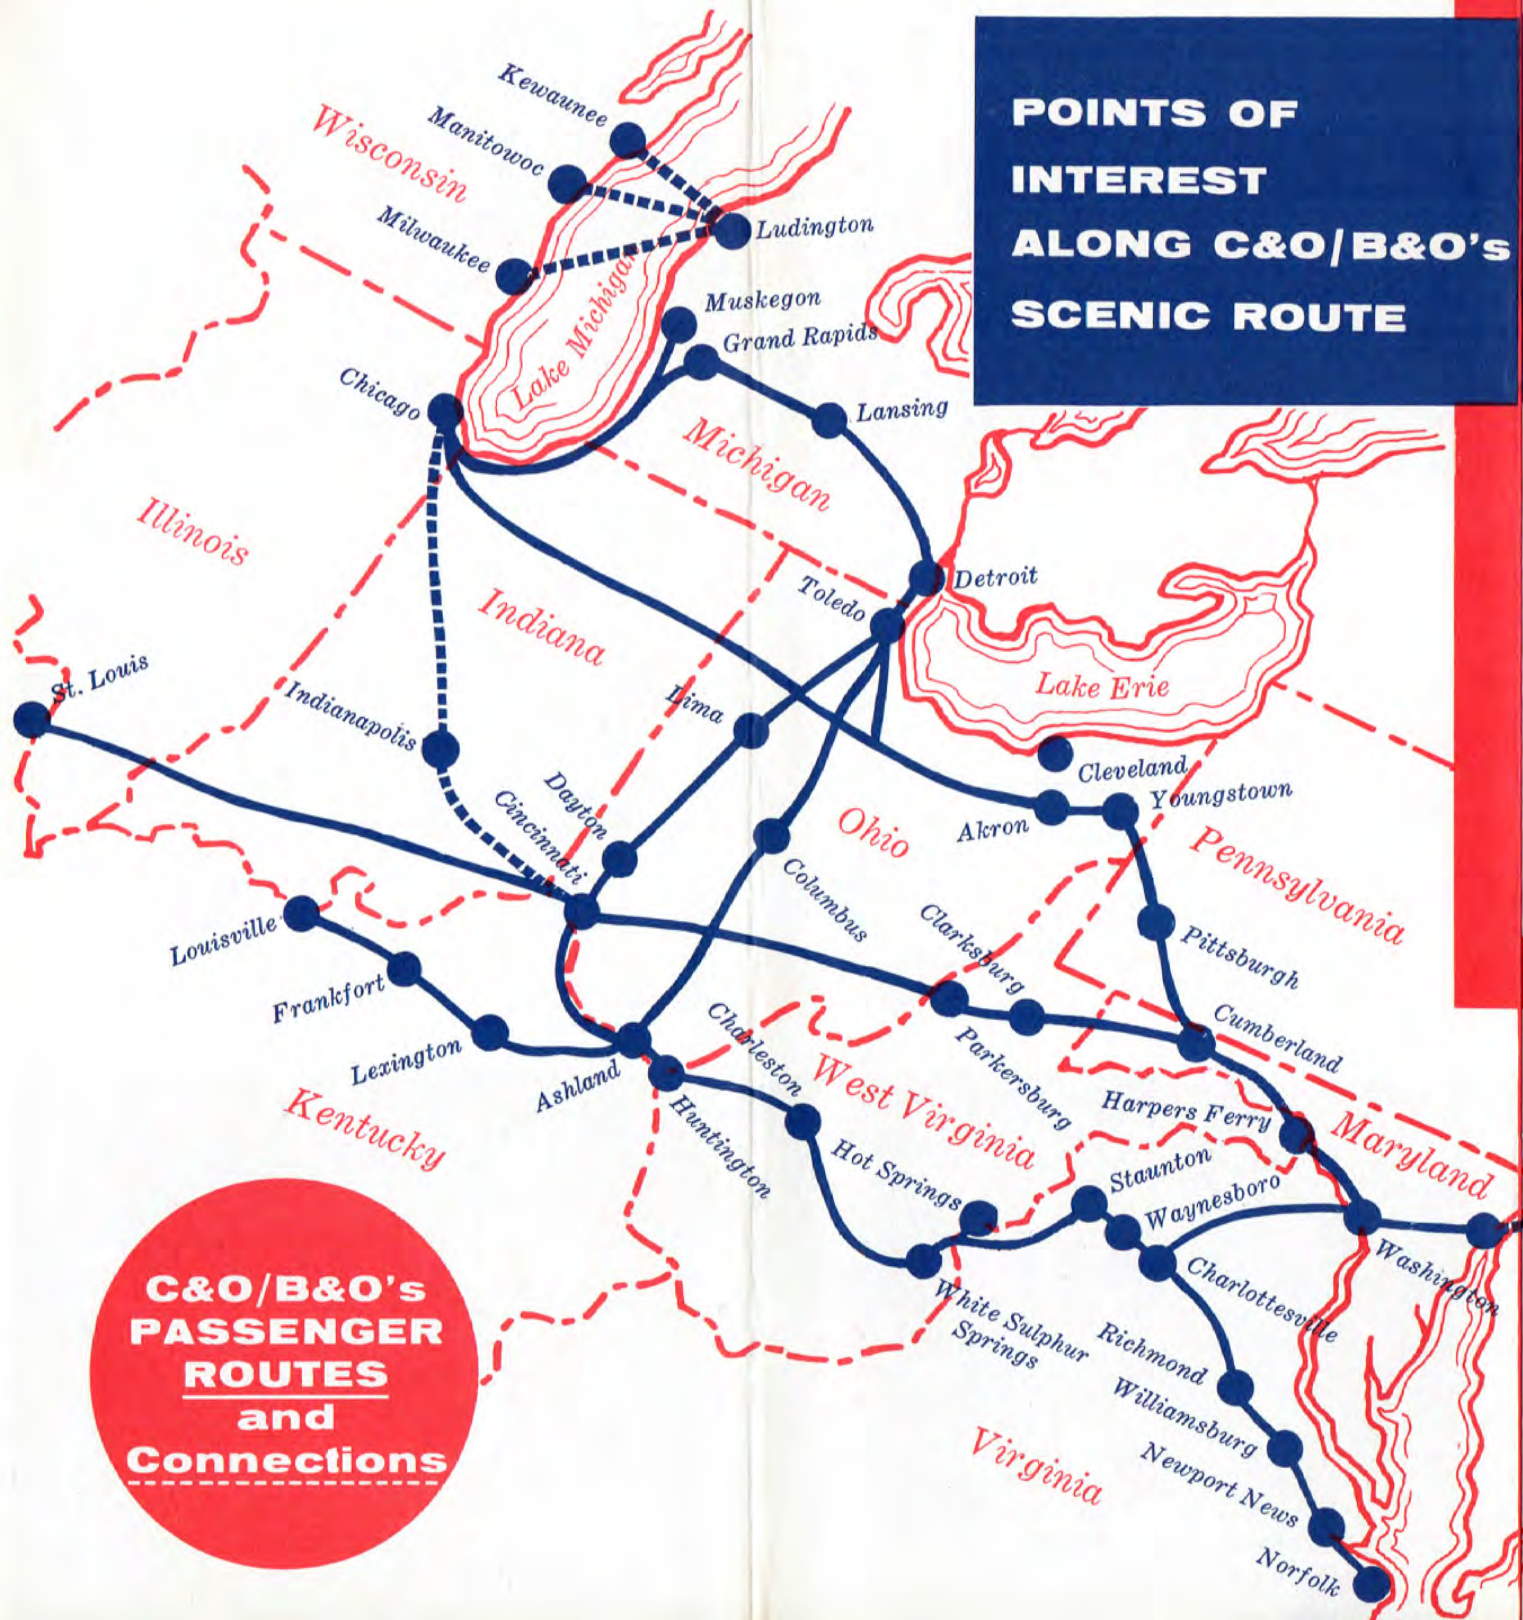 POINTS OF
INTEREST
ALONG C&O/B&O's
SCENIC ROUTE
Kewaunee
Manitowoc
Wisconsin
Milwaukee
Ludington
Lake Michigan
Muskegon
Grand Rapids
Chicago
Lansing
Michigan
Illinois
Indiana
Toledo
Detroit
Lake Erie
St. Louis
Indianapolis
Lima
Cleveland
Youngstown
Akron
Dayton
Cincinnati
Ohio
Pennsylvania
Columbus
Clarksburg
Pittsburgh
Louisville
Frankfort
Lexington
Ashland
Charleston
Parkersburg
Cumberland
Kentucky
Huntington
West Virginia
Harpers Ferry
Maryland
Hot Springs
Staunton
Waynesboro
Washington
White Sulphur
Springs
Charlottesville
Richmond
Williamsburg
Newport News
Norfolk
Virginia
C&O/B&O's
PASSENGER
ROUTES
and
Connections